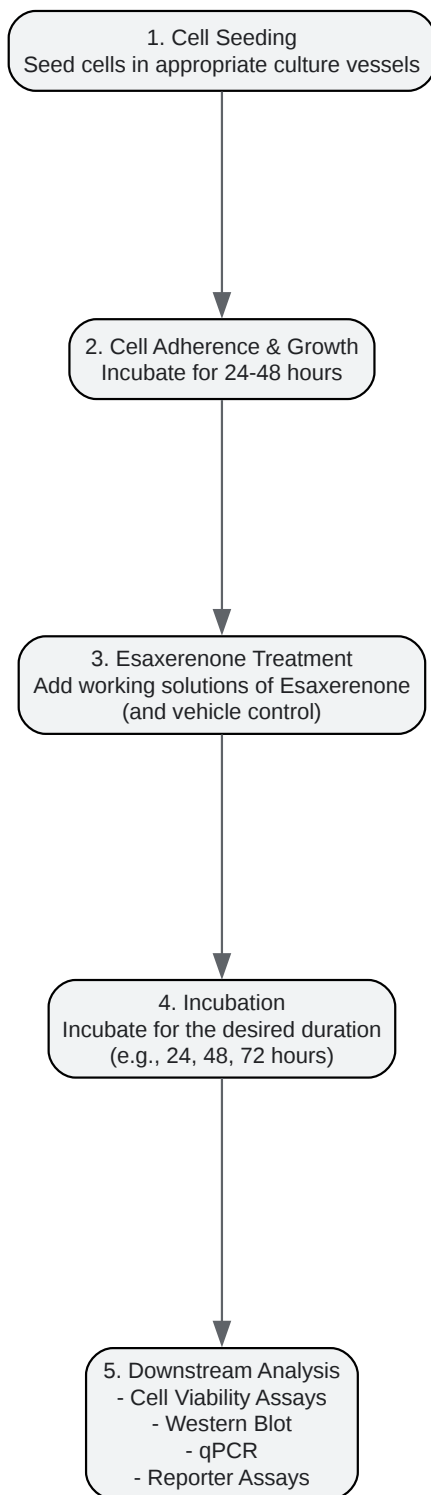 1. Cell Seeding
Seed cells in appropriate culture vessels
2. Cell Adherence & Growth
Incubate for 24-48 hours
3. Esaxerenone Treatment
Add working solutions of Esaxerenone
(and vehicle control)
4. Incubation
Incubate for the desired duration
(e.g., 24, 48, 72 hours)
5. Downstream Analysis
- Cell Viability Assays
- Western Blot
- qPCR
- Reporter Assays